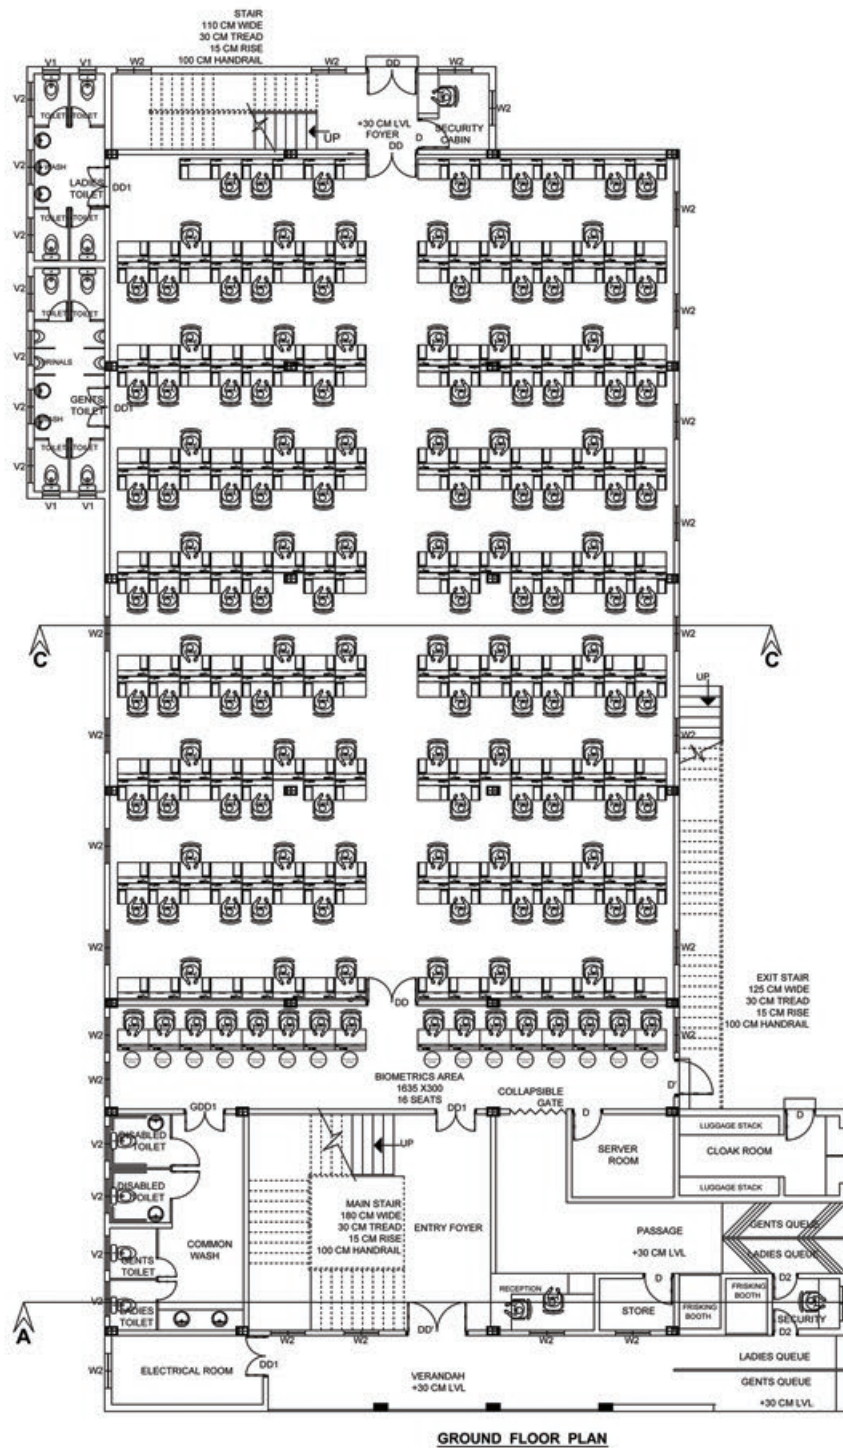 STAIR
110 CM WIDE
30 CM TREAD
15 CM RISE
100 CM HANDRAIL
V1
V1
W2
W2
DD
W2
V2
W2
TOILET
TOILET
+30 CM LVL
FOYER
DD
D
SECURITY
CABIN
UP
V2
LADIES
TOILET
DD1
W2
TOILET
TOILET
V2
V2
W2
TOILET
TOILET
V2
URINALS
GENTS
TOILET
V2
DD1
W2
TOILET
TOILET
V2
V1
V1
W2
C
W2
W2
C
UP
W2
W2
W2
W2
W2
W2
DD
EXIT STAIR
125 CM WIDE
30 CM TREAD
15 CM RISE
100 CM HANDRAIL
W2
W2
W2
BIOMETRICS AREA
1635 X300
16 SEATS
COLLAPSIBLE
GATE
D'
GDD1
DD1
D
D
V2
DISABLED
TOILET
UP
SERVER
ROOM
LUGGAGE STACK
CLOAK ROOM
LUGGAGE STACK
V2
DISABLED
TOILET
MAIN STAIR
180 CM WIDE
30 CM TREAD
15 CM RISE
100 CM HANDRAIL
ENTRY FOYER
COMMON
WASH
PASSAGE
+30 CM LVL
GENTS QUEUE
LADIES QUEUE
V2
GENTS
TOILET
RECEPTION
D
D2
FRISKING
BOOTH
V2
LADIES
TOILET
STORE
FRISKING
BOOTH
SECURITY
A
W2
W2
DD'
W2
W2
D2
W2
ELECTRICAL ROOM
DD1
VERANDAH
+30 CM LVL
LADIES QUEUE
GENTS QUEUE
+30 CM LVL
GROUND FLOOR PLAN